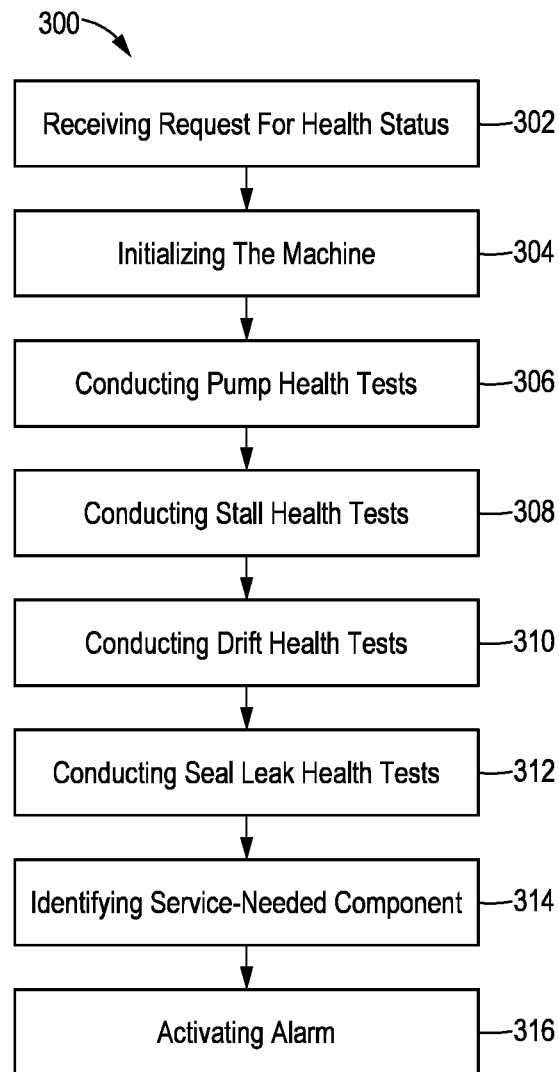 300
Receiving Request For Health Status 302
Initializing The Machine 304
Conducting Pump Health Tests 306
Conducting Stall Health Tests 308
Conducting Drift Health Tests 310
Conducting Seal Leak Health Tests 312
Identifying Service-Needed Component 314
Activating Alarm 316